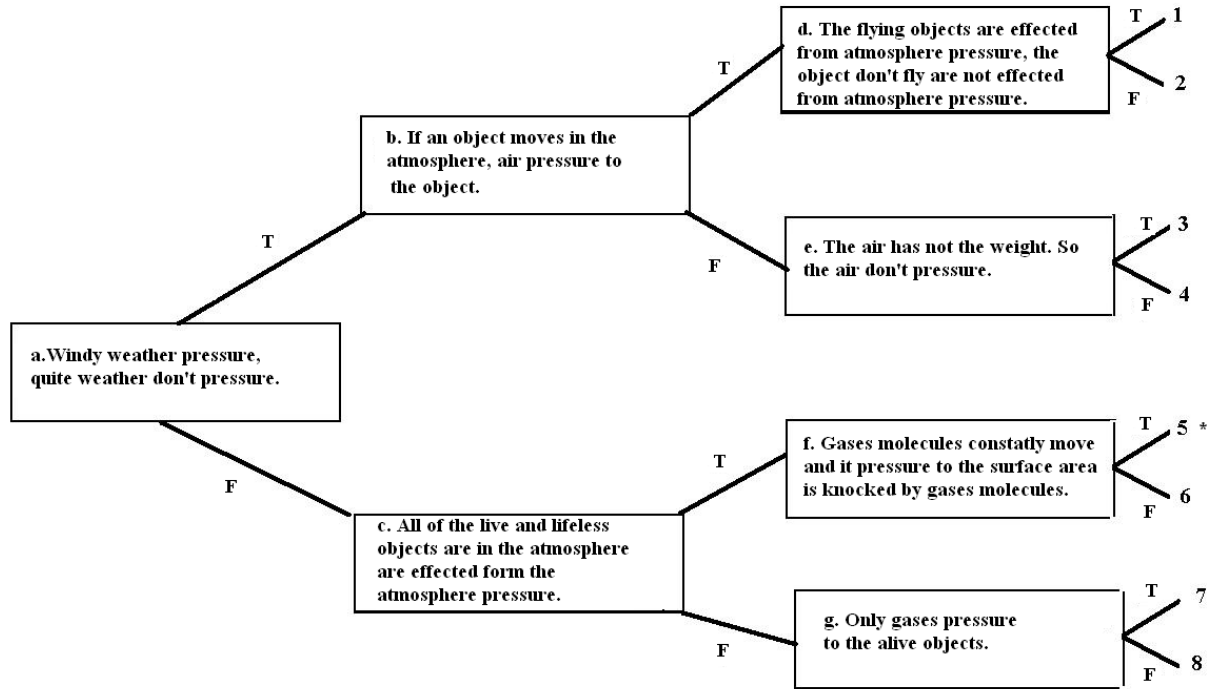 d. The flying objects are effected
from atmosphere pressure, the
object don't fly are not effected
from atmosphere pressure.
T
1
2
F
T
b. If an object moves in the
atmosphere, air pressure to
the object.
F
e. The air has not the weight. So
the air don't pressure.
T
3
4
F
T
a.Windy weather pressure,
quite weather don't pressure.
F
c. All of the live and lifeless
objects are in the atmosphere
are effected form the
atmosphere pressure.
T
f. Gases molecules constatly move
and it pressure to the surface area
is knocked by gases molecules.
T
5 *
6
F
F
g. Only gases pressure
to the alive objects.
T
7
8
F